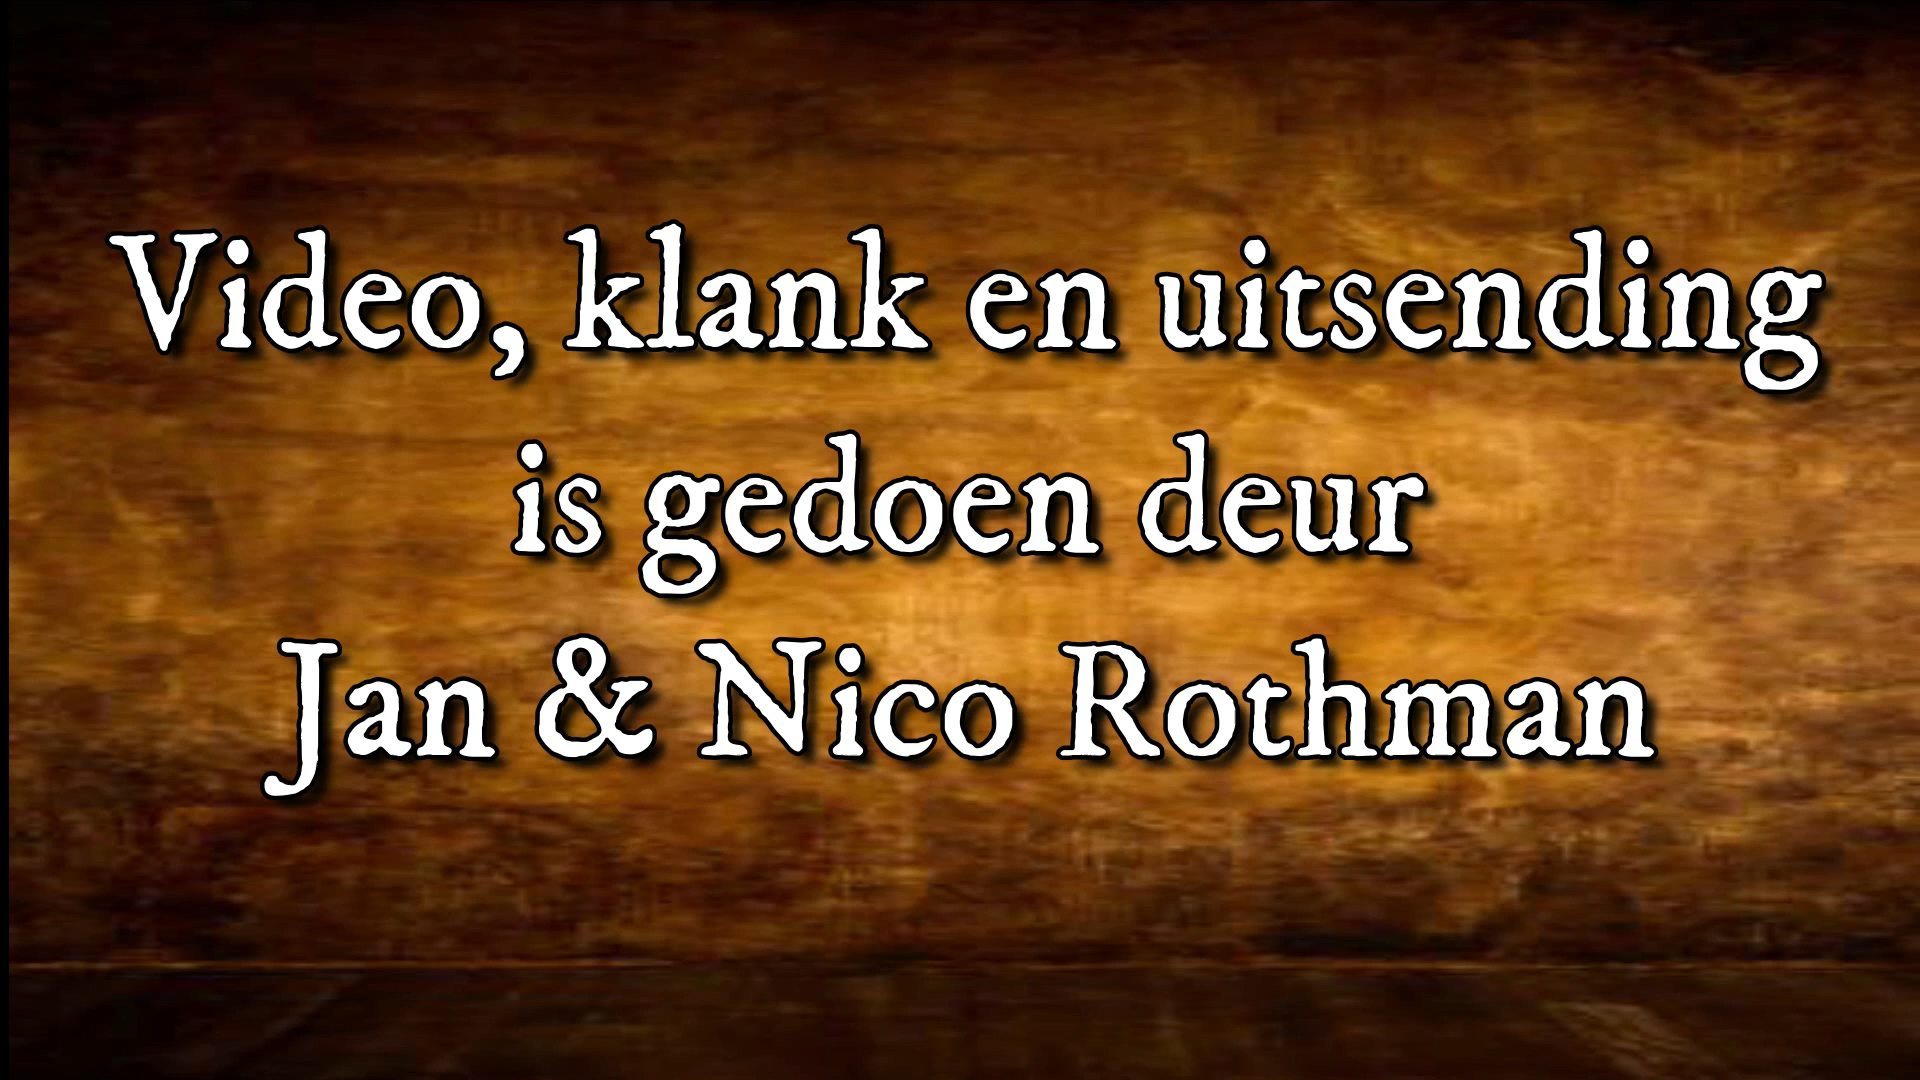 Video, klank en uitsending
is gedoen deur
Jan & Nico Rothman